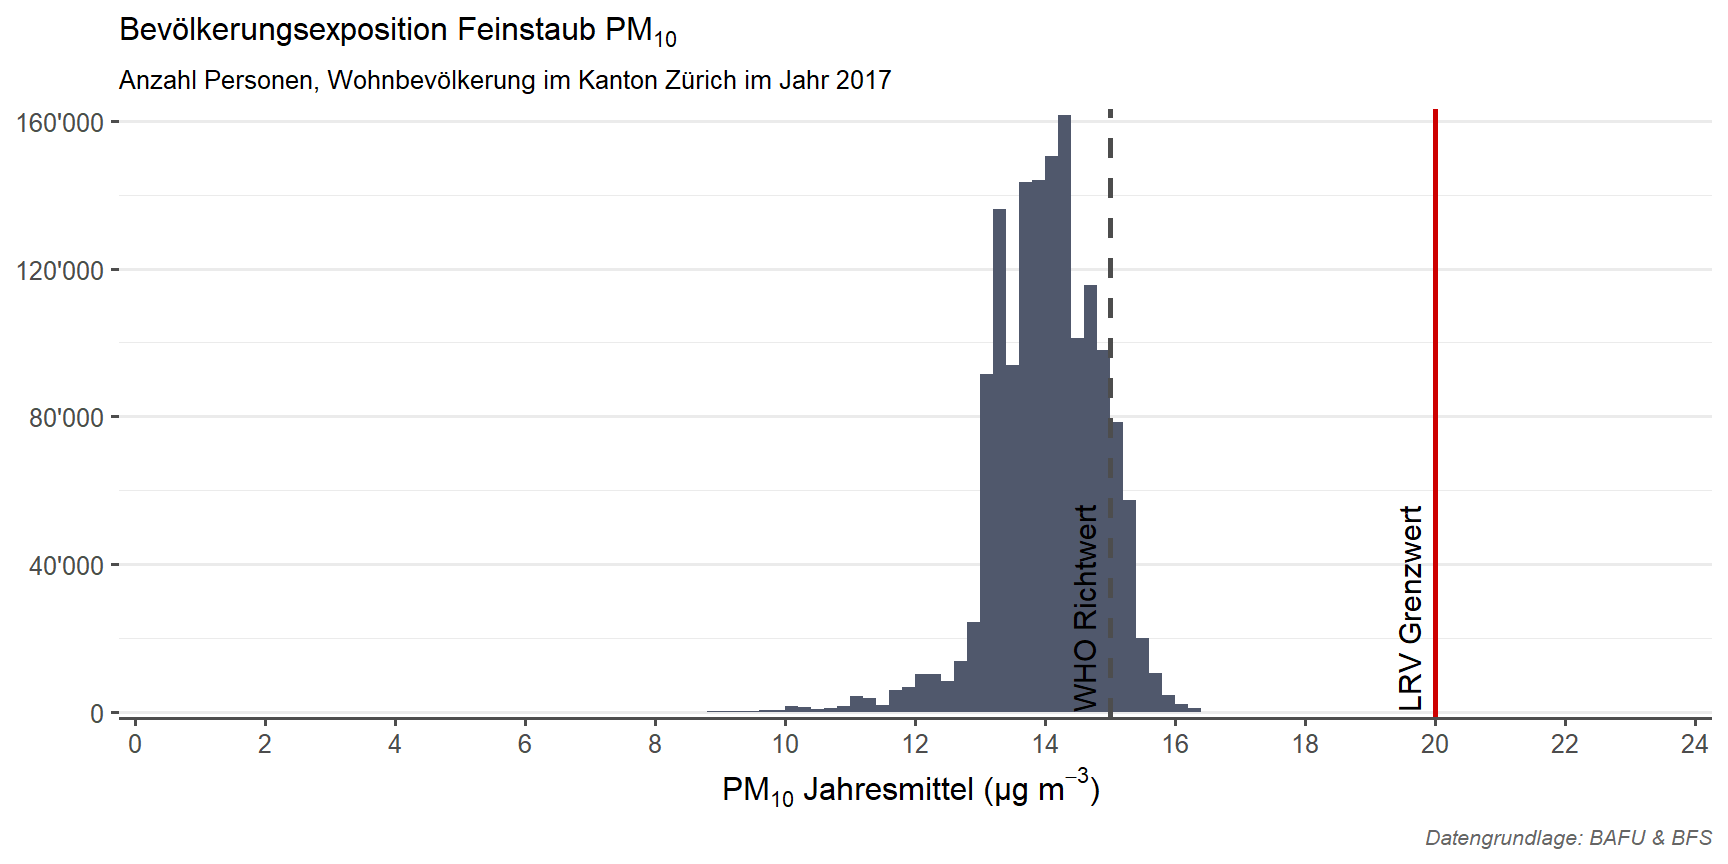 Bevölkerungsexposition Feinstaub PM₁₀
Anzahl Personen, Wohnbevölkerung im Kanton Zürich im Jahr 2017
160'000
120'000
80'000
40'000
0
WHO Richtwert
LRV Grenzwert
0 2 4 6 8 10 12 14 16 18 20 22 24
PM₁₀ Jahresmittel (µg m⁻³)
Datengrundlage: BAFU & BFS